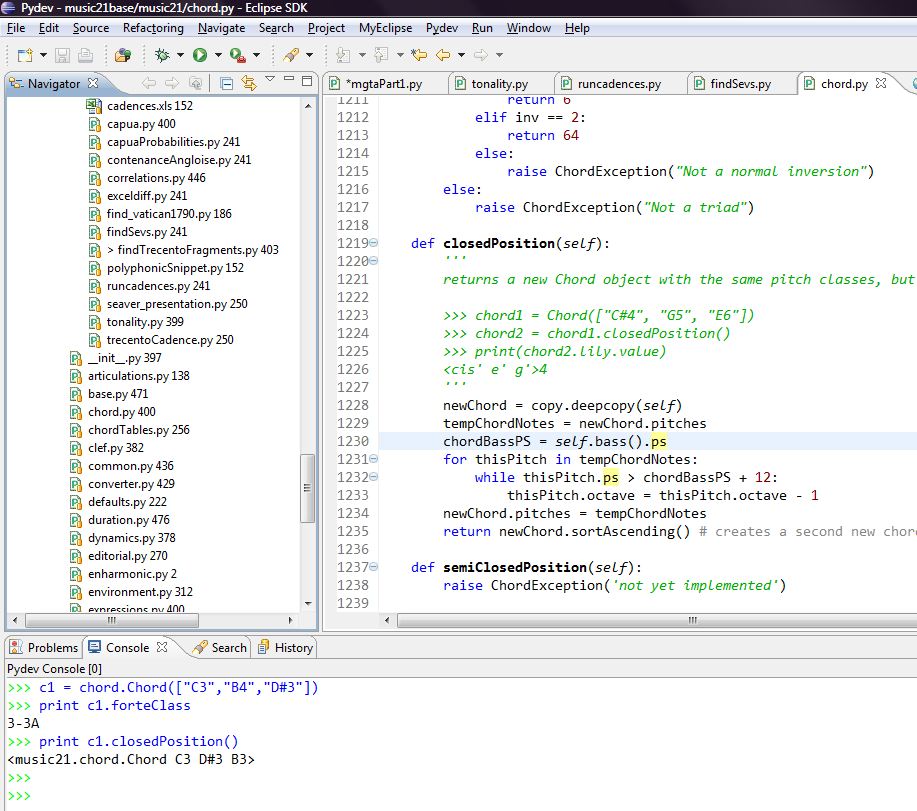 Pydev - music21base/music21/chord.py - Eclipse SDK
File Edit Source Refactoring Navigate Search Project MyEclipse Pydev Run Window Help
Navigator
cadences.xls 152
capua.py 400
capuaProbabilities.py 241
contenanceAngloise.py 241
correlations.py 446
exceldiff.py 241
find_vatican1790.py 186
findSevs.py 241
> findTrecentoFragments.py 403
polyphonicSnippet.py 152
runcadences.py 241
seaver_presentation.py 250
tonality.py 399
trecentoCadence.py 250
__init__.py 397
articulations.py 138
base.py 471
chord.py 400
chordTables.py 256
clef.py 382
common.py 436
converter.py 429
defaults.py 222
duration.py 476
dynamics.py 378
editorial.py 270
enharmonic.py 2
environment.py 312
expressions.py 400
*mgtaPart1.py tonality.py runcadences.py findSevs.py chord.py
1211 return 6
1212 elif inv == 2:
1213 return 64
1214 else:
1215 raise ChordException("Not a normal inversion")
1216 else:
1217 raise ChordException("Not a triad")
1218
1219 def closedPosition(self):
1220 '''
1221 returns a new Chord object with the same pitch classes, but
1222
1223 >>> chord1 = Chord(["C#4", "G5", "E6"])
1224 >>> chord2 = chord1.closedPosition()
1225 >>> print(chord2.lily.value)
1226 <cis' e' g'>4
1227 '''
1228 newChord = copy.deepcopy(self)
1229 tempChordNotes = newChord.pitches
1230 chordBassPS = self.bass().ps
1231 for thisPitch in tempChordNotes:
1232 while thisPitch.ps > chordBassPS + 12:
1233 thisPitch.octave = thisPitch.octave - 1
1234 newChord.pitches = tempChordNotes
1235 return newChord.sortAscending() # creates a second new chor
1236
1237 def semiClosedPosition(self):
1238 raise ChordException('not yet implemented')
1239
Problems Console Search History
Pydev Console [0]
>>> c1 = chord.Chord(["C3","B4","D#3"])
>>> print c1.forteClass
3-3A
>>> print c1.closedPosition()
<music21.chord.Chord C3 D#3 B3>
>>>
>>>